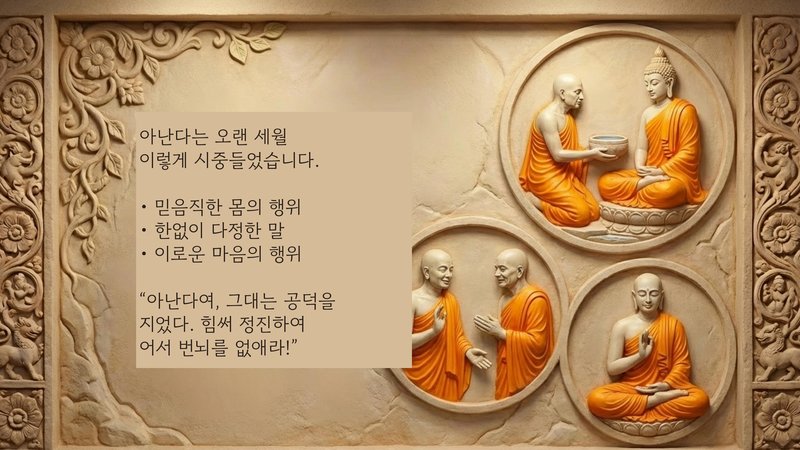 아난다는 오랜 세월
이렇게 시중들었습니다.
• 믿음직한 몸의 행위
• 한없이 다정한 말
• 이로운 마음의 행위
“아난다여, 그대는 공덕을
지었다. 힘써 정진하여
어서 번뇌를 없애라!”